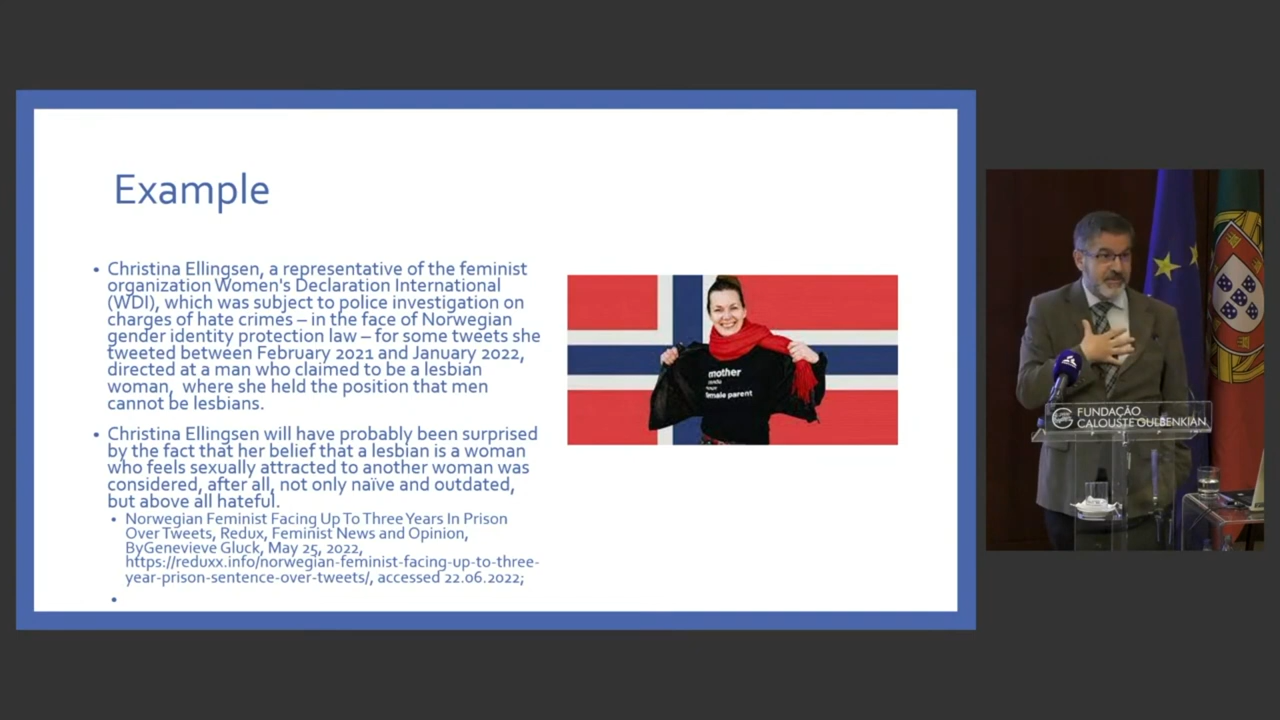 Example
• Christina Ellingsen, a representative of the feminist
organization Women's Declaration International
(WDI), which was subject to police investigation on
charges of hate crimes – in the face of Norwegian
gender identity protection law – for some tweets she
tweeted between February 2021 and January 2022,
directed at a man who claimed to be a lesbian
woman, where she held the position that men
cannot be lesbians.
• Christina Ellingsen will have probably been surprised
by the fact that her belief that a lesbian is a woman
who feels sexually attracted to another woman was
considered, after all, not only naïve and outdated,
but above all hateful.
• Norwegian Feminist Facing Up To Three Years In Prison
Over Tweets, Redux, Feminist News and Opinion,
ByGenevieve Gluck, May 25, 2022,
https://reduxx.info/norwegian-feminist-facing-up-to-three-
year-prison-sentence-over-tweets/, accessed 22.06.2022;
•
mother
female parent
FUNDAÇÃO
CALOUSTE GULBENKIAN